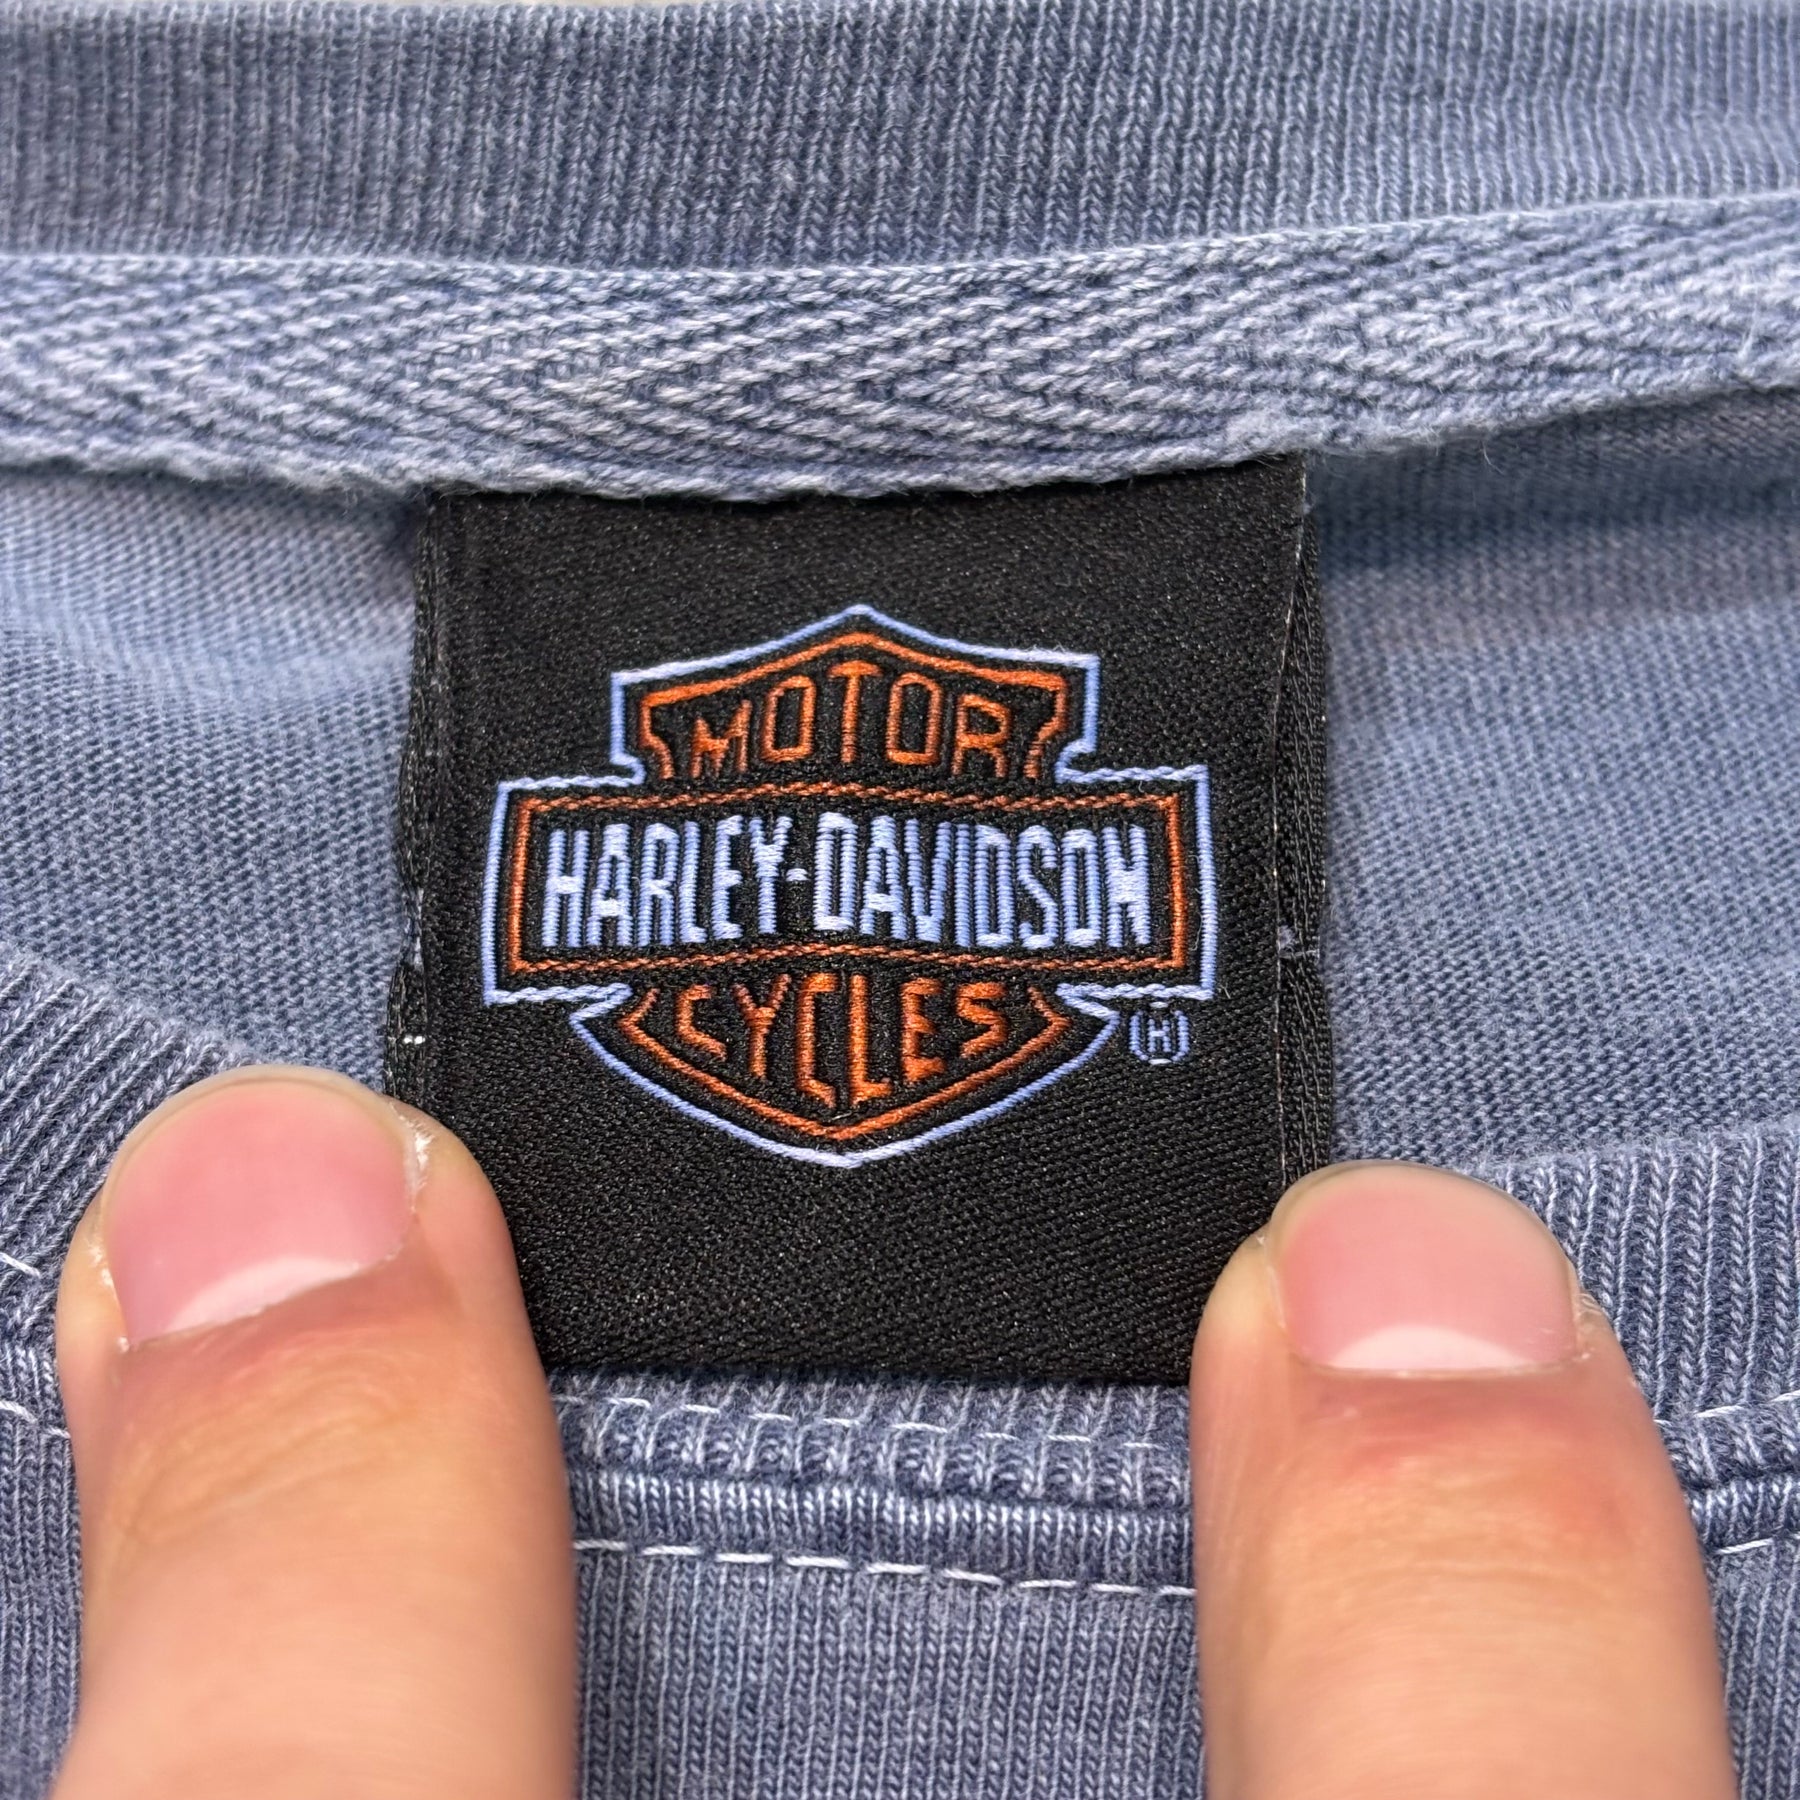 MOTOR
HARLEY-DAVIDSON
CYCLES
®